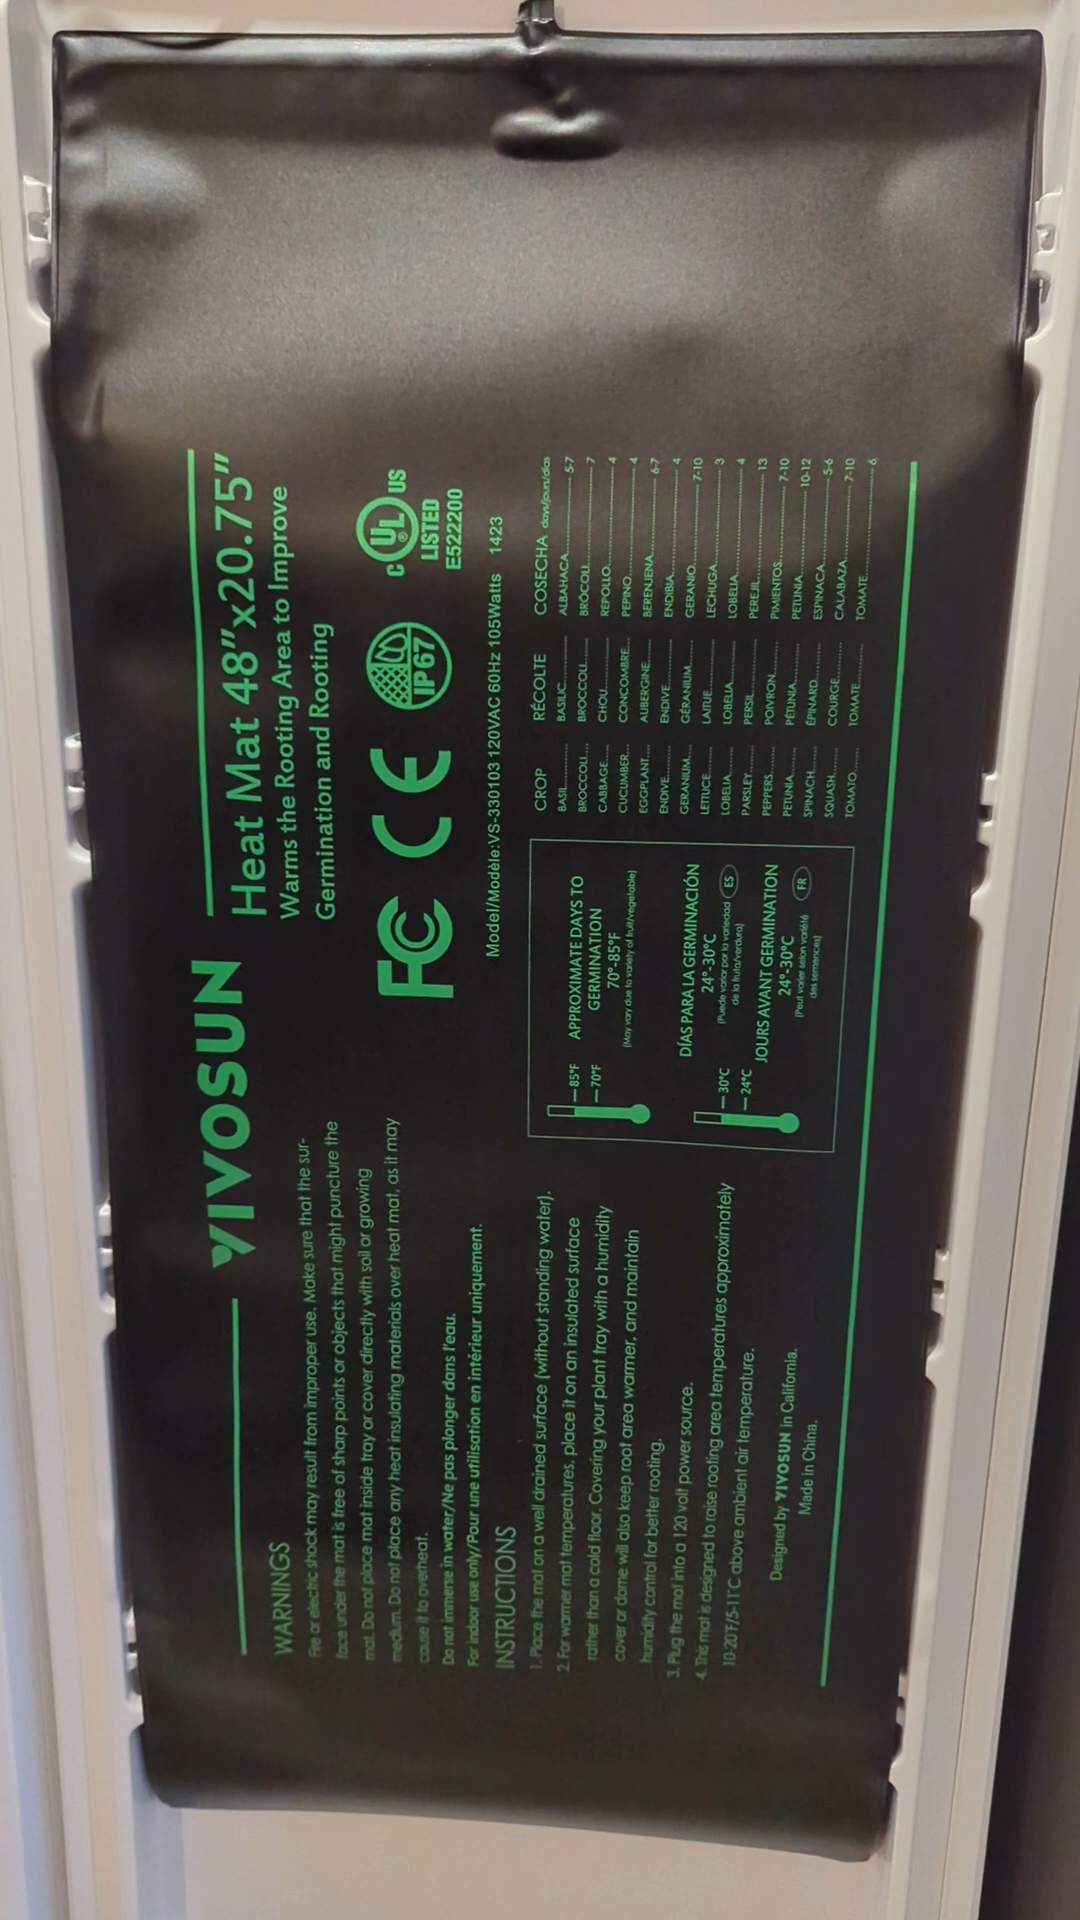 VIVOSUN
Heat Mat 48"x20.75"
Warms the Rooting Area to Improve
Germination and Rooting
FC CE IP67 C UL US
LISTED
E522200
Model/Modèle:VS-330103 120VAC 60Hz 105Watts 1423
WARNINGS
Fire or electric shock may result from improper use. Make sure that the sur-
face under the mat is free of sharp points or objects that might puncture the
mat. Do not place mat inside tray or cover directly with soil or growing
medium. Do not place any heat insulating materials over heat mat, as it may
cause it to overheat.
Do not immerse in water/Ne pas plonger dans l'eau.
For indoor use only/Pour une utilisation en intérieur uniquement.
INSTRUCTIONS
1. Place the mat on a well drained surface (without standing water).
2. For warmer mat temperatures, place it on an insulated surface
rather than a cold floor. Covering your plant tray with a humidity
cover or dome will also keep root area warmer, and maintain
humidity control for better rooting.
3. Plug the mat into a 120 volt power source.
4. This mat is designed to raise rooting area temperatures approximately
10-20°F/5-11°C above ambient air temperature.
Designed by VIVOSUN in California.
Made in China.
85°F
70°F
APPROXIMATE DAYS TO
GERMINATION
70°-85°F
(May vary due to variety of fruit/vegetable)
30°C
24°C
DÍAS PARA LA GERMINACIÓN
24°-30°C
(Puede variar por la variedad
de la fruta/verdura)
ES
JOURS AVANT GERMINATION
24°-30°C
(Peut varier selon variété
des semences)
FR
CROP RÉCOLTE COSECHA days/jours/días
BASIL BASILIC ALBAHACA 5-7
BROCCOLI BROCCOLI BROCOLI 7
CABBAGE CHOU REPOLLO 4
CUCUMBER CONCOMBRE PEPINO 4
EGGPLANT AUBERGINE BERENJENA 6-7
ENDIVE ENDIVE ENDIBIA 4
GERANIUM GÉRANIUM GERANIO 7-10
LETTUCE LAITUE LECHUGA 3
LOBELIA LOBELIA LOBELIA 4
PARSLEY PERSIL PEREJIL 13
PEPPERS POIVRON PIMIENTOS 7-10
PETUNIA PÉTUNIA PETUNIA 10-12
SPINACH ÉPINARD ESPINACA 5-6
SQUASH COURGE CALABAZA 7-10
TOMATO TOMATE TOMATE 6